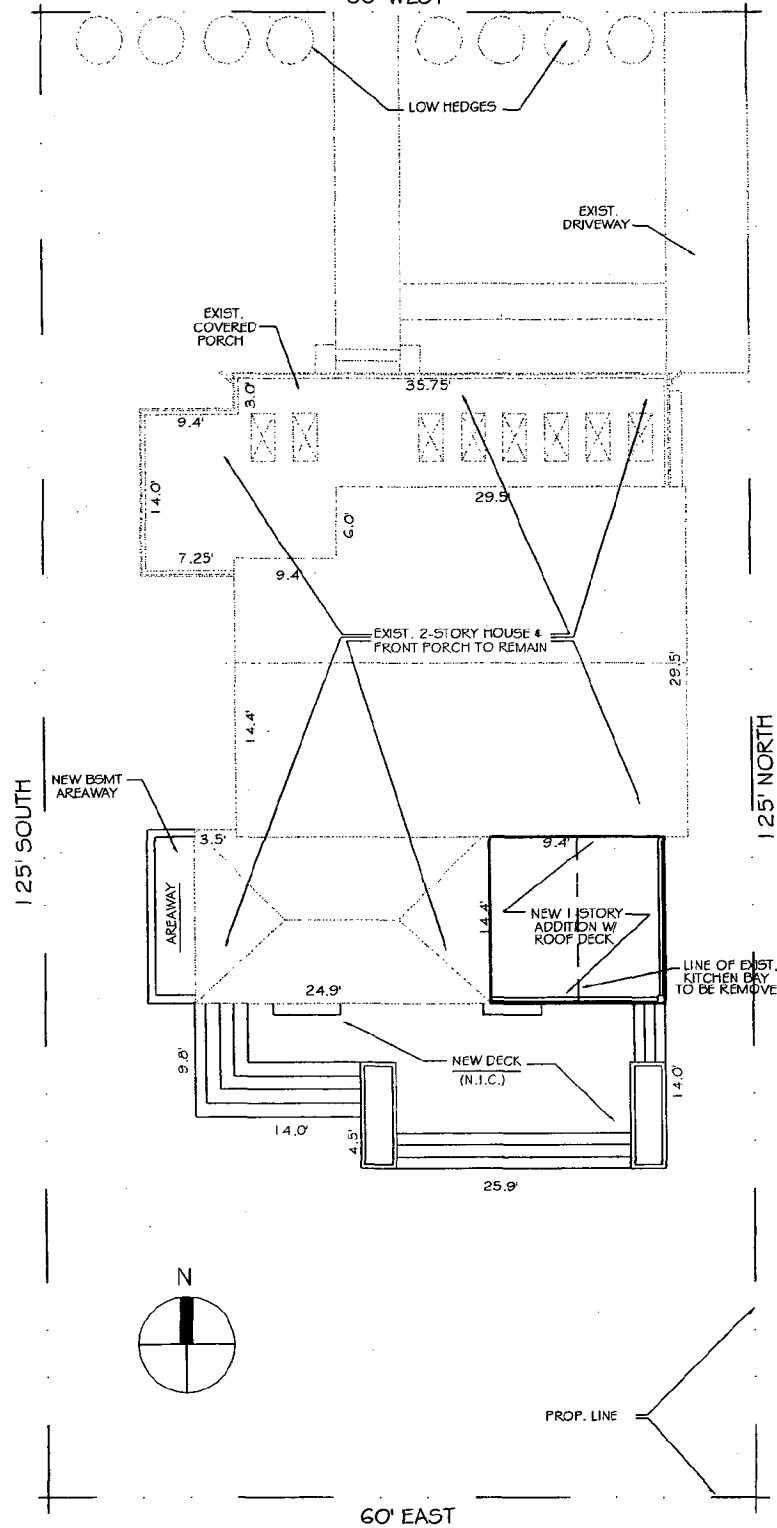 LOW HEDGES
EXIST.
DRIVEWAY
EXIST.
COVERED
PORCH
35.75'
3.0'
9.4'
14.0'
7.25'
29.5'
6.0'
9.4'
EXIST. 2-STORY HOUSE &
FRONT PORCH TO REMAIN
29.5'
14.4'
125' SOUTH
125' NORTH
NEW BSMT
AREAWAY
3.5'
9.4'
AREAWAY
14.4'
NEW 1 STORY
ADDITION W/
ROOF DECK
LINE OF EXIST.
KITCHEN BAY
TO BE REMOVE
24.9'
9.8'
NEW DECK
(N.I.C.)
14.0'
14.0'
4.5'
25.9'
N
PROP. LINE
60' EAST